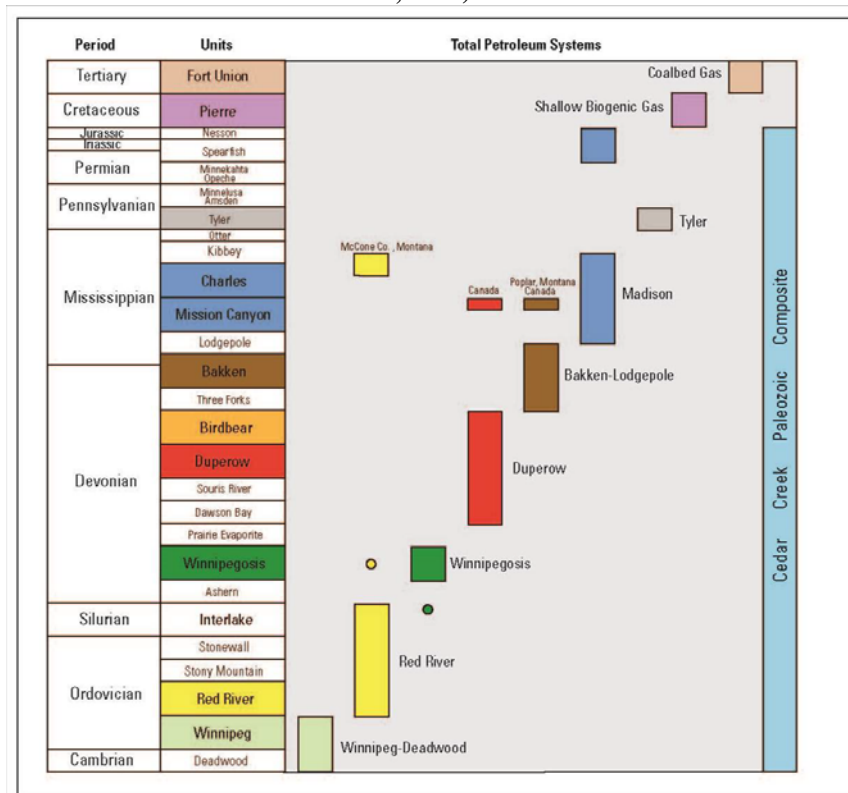 Period Units Total Petroleum Systems
Tertiary Fort Union Coalbed Gas
Cretaceous Pierre Shallow Biogenic Gas
Jurassic Nesson
Triassic
Spearfish
Permian
Minnekahta
Opeche
Pennsylvanian
Minnelusa
Amsden
Tyler Tyler
Otter
Kibbey McCone Co., Montana
Mississippian
Charles Madison
Canada
Poplar, Montana
Canada
Mission Canyon
Lodgepole
Bakken Bakken-Lodgepole
Three Forks
Birdbear
Devonian
Duperow Duperow
Souris River
Dawson Bay
Prairie Evaporite
Winnipegosis Winnipegosis
Ashern
Silurian Interlake
Stonewall
Stony Mountain Red River
Ordovician
Red River
Winnipeg Winnipeg-Deadwood
Cambrian Deadwood
Cedar Creek Paleozoic Composite